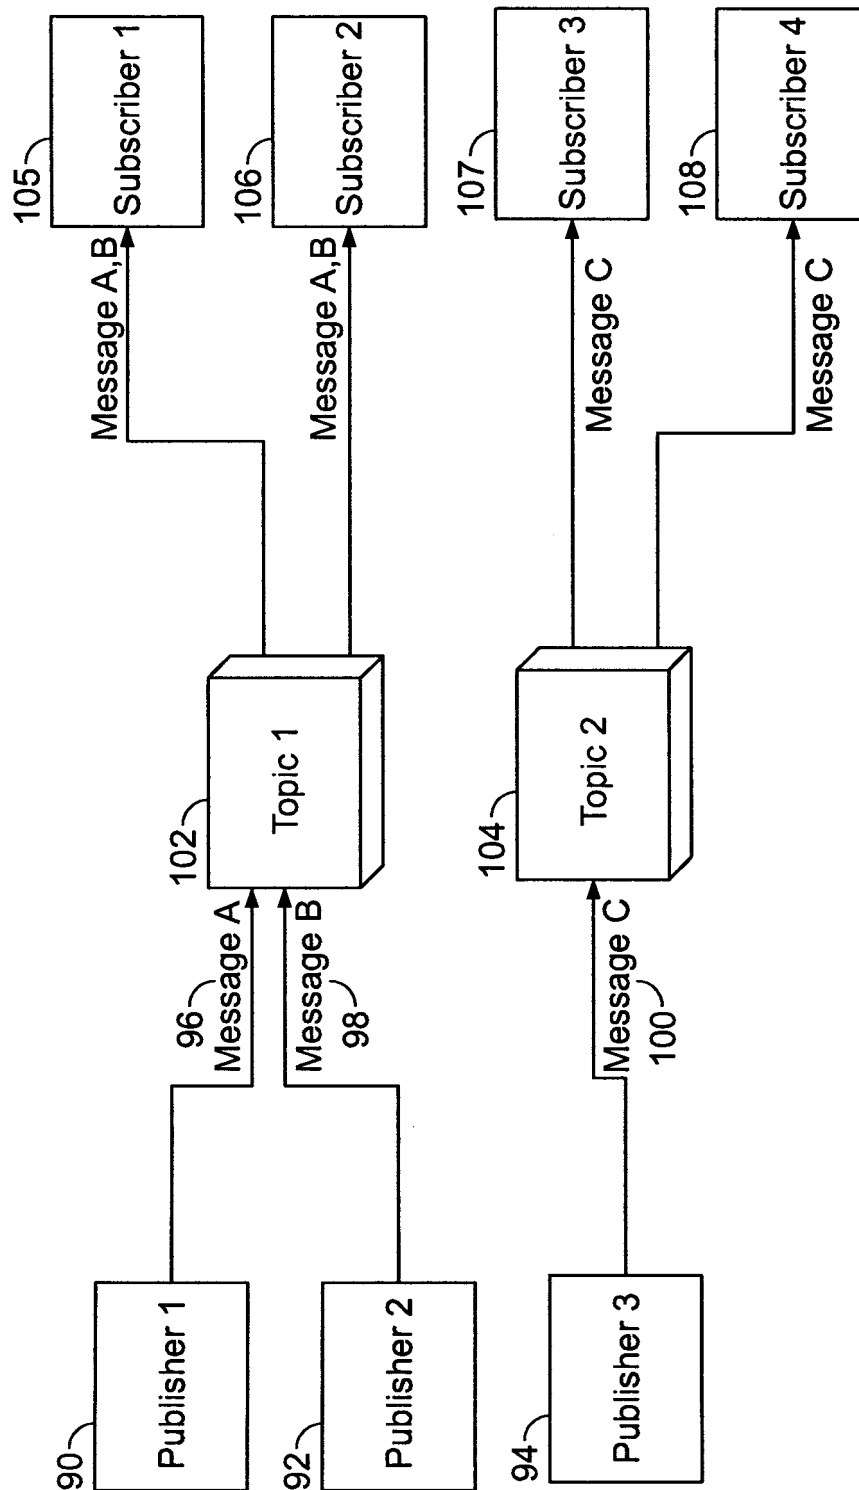 90
Publisher 1
92
Publisher 2
94
Publisher 3
96
Message A
Message B
98
Message C
100
102
Topic 1
104
Topic 2
Message A,B
Message A,B
Message C
Message C
105
Subscriber 1
106
Subscriber 2
107
Subscriber 3
108
Subscriber 4